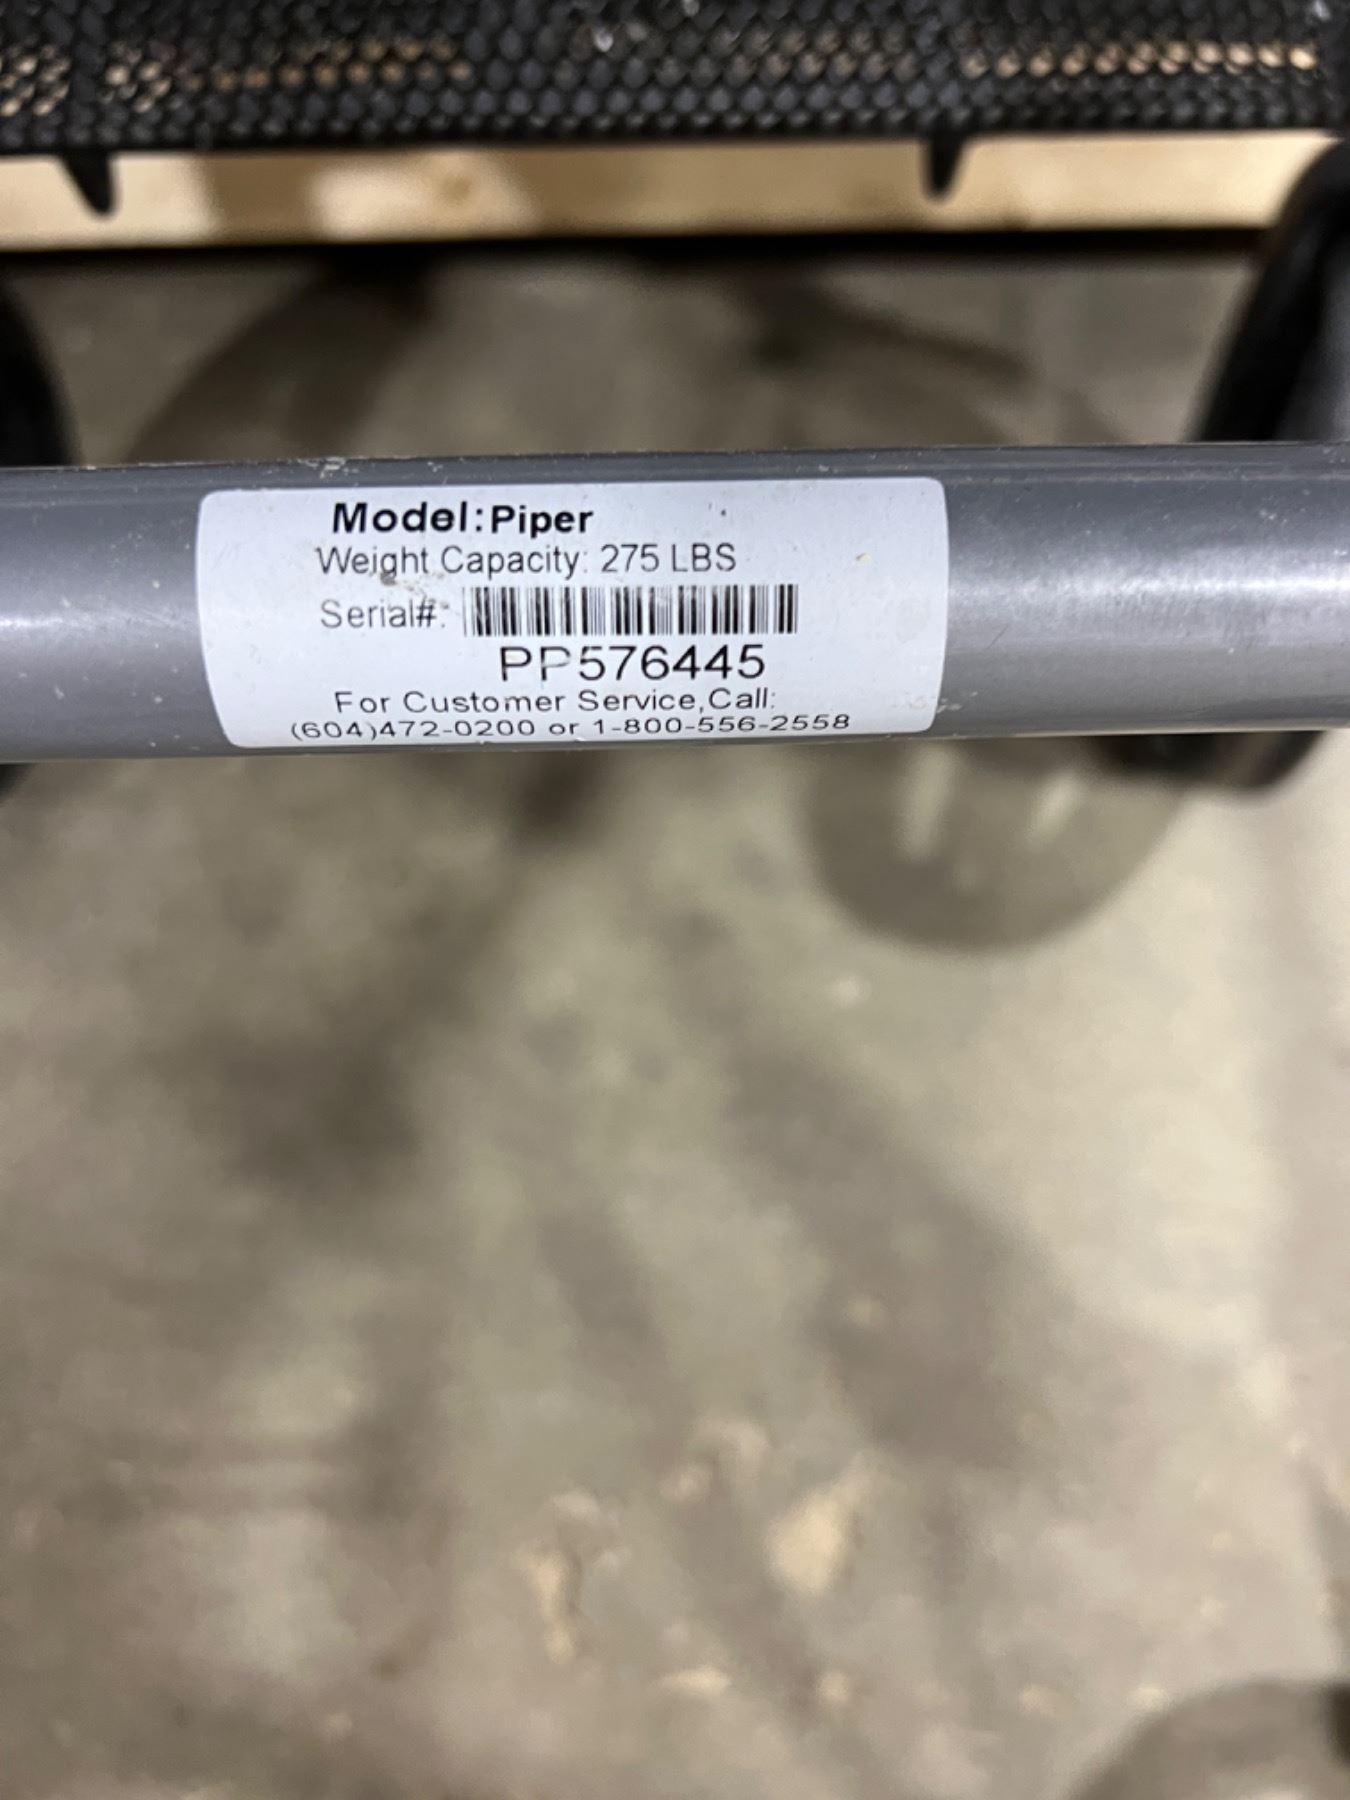 Model:Piper
Weight Capacity: 275 LBS
Serial#:
PP576445
For Customer Service,Call:
(604)472-0200 or 1-800-556-2558